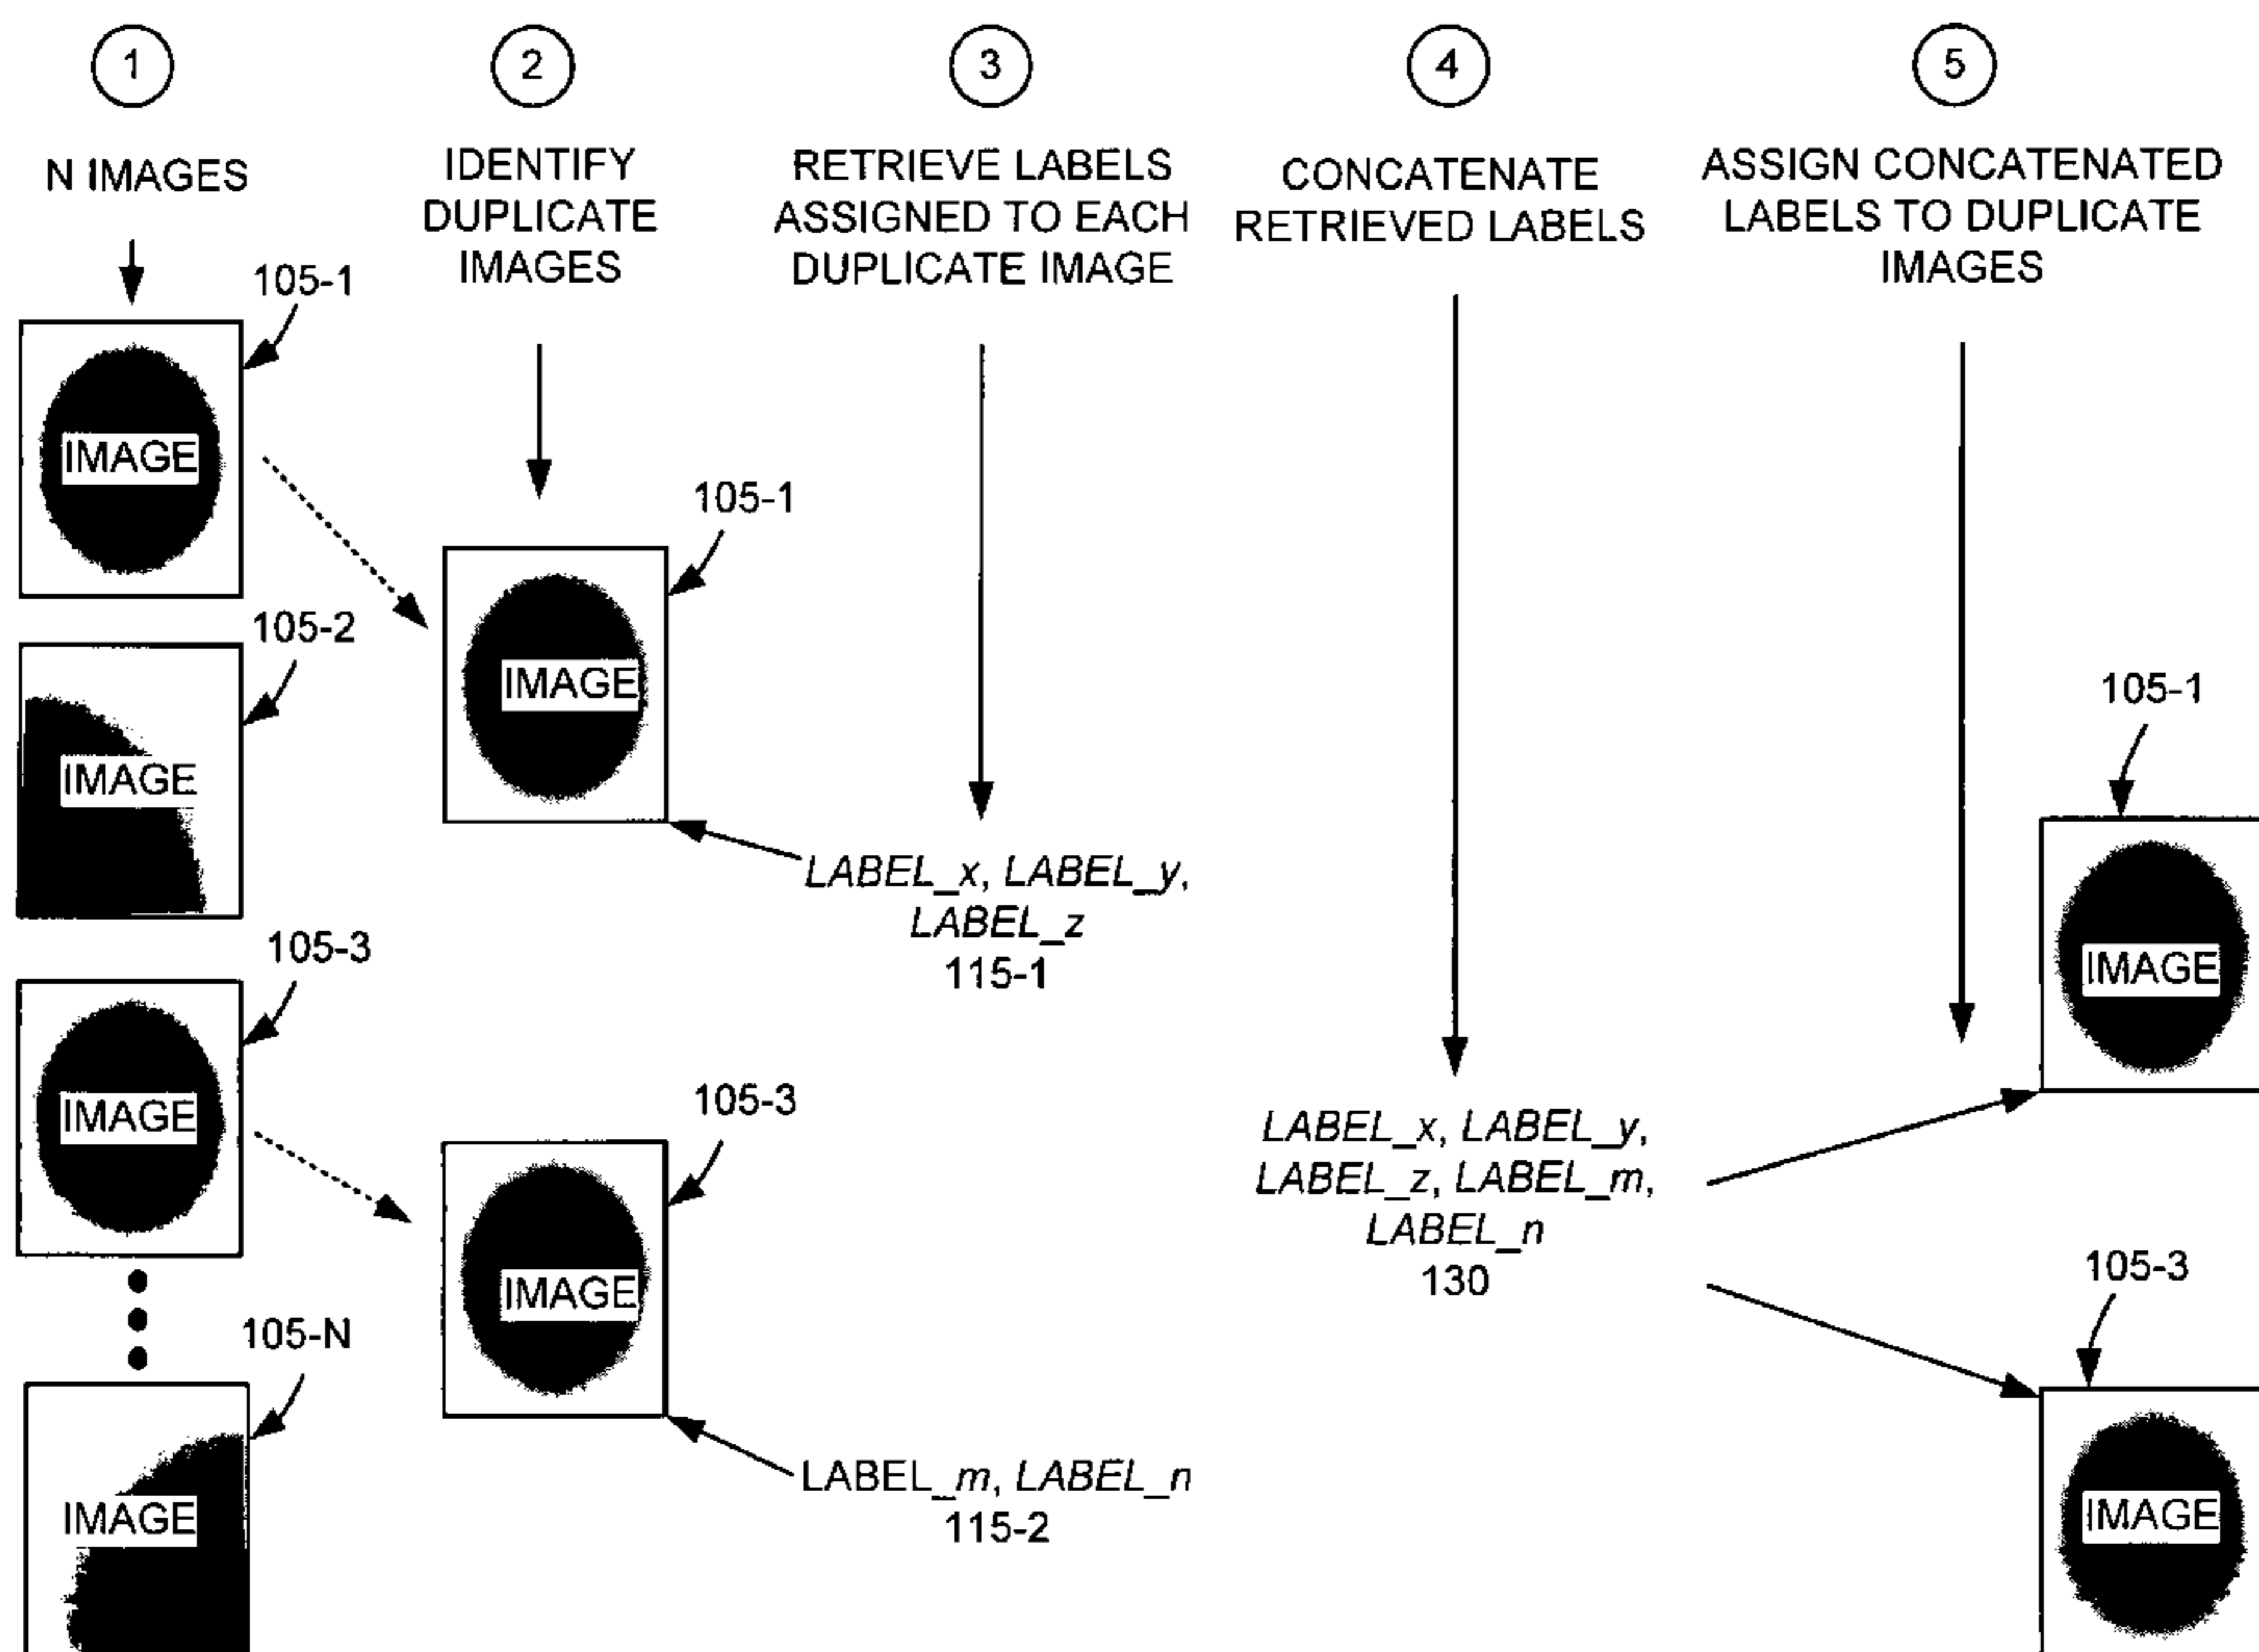 1
N IMAGES
2
IDENTIFY
DUPLICATE
IMAGES
3
RETRIEVE LABELS
ASSIGNED TO EACH
DUPLICATE IMAGE
4
CONCATENATE
RETRIEVED LABELS
5
ASSIGN CONCATENATED
LABELS TO DUPLICATE
IMAGES
105-1
IMAGE
105-2
IMAGE
105-3
IMAGE
105-N
IMAGE
105-1
IMAGE
105-3
IMAGE
LABEL_x, LABEL_y,
LABEL_z
115-1
LABEL_m, LABEL_n
115-2
LABEL_x, LABEL_y,
LABEL_z, LABEL_m,
LABEL_n
130
105-1
IMAGE
105-3
IMAGE